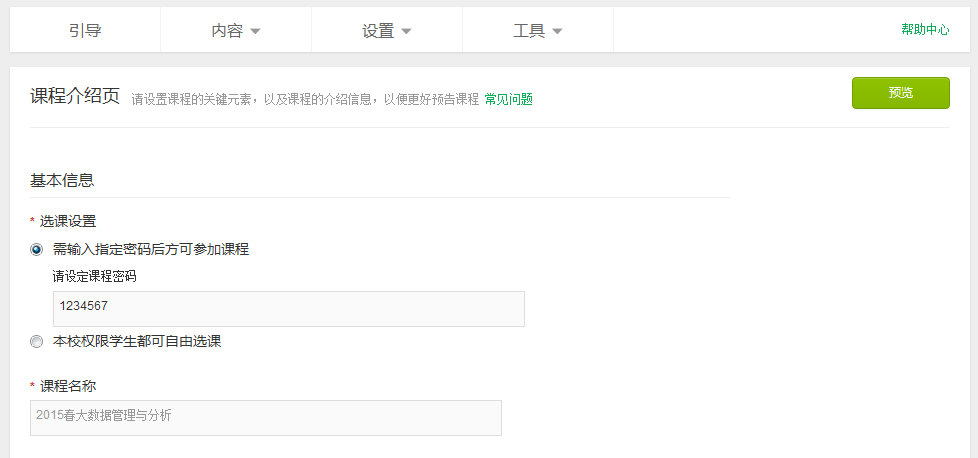 引导 内容 设置 工具 帮助中心
课程介绍页 请设置课程的关键元素，以及课程的介绍信息，以便更好预告课程 常见问题 预览
基本信息
* 选课设置
需输入指定密码后方可参加课程
请设定课程密码
1234567
本校权限学生都可自由选课
* 课程名称
2015春大数据管理与分析